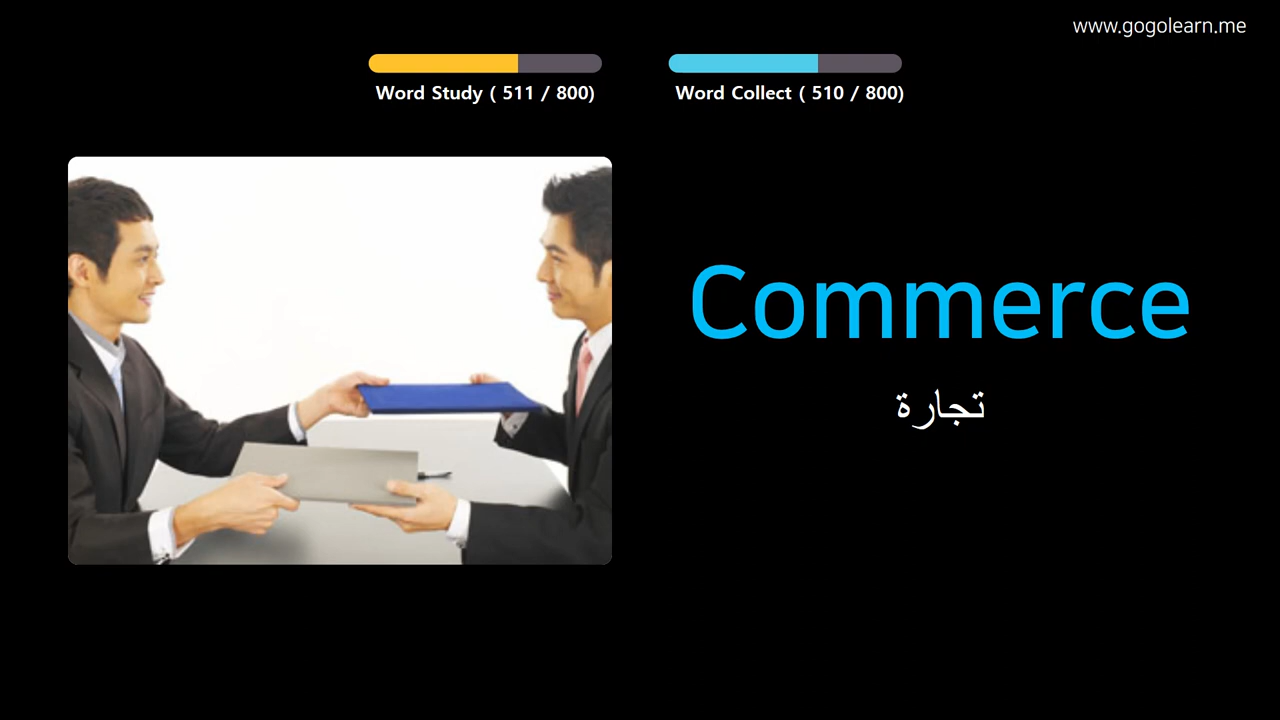 www.gogolearn.me
Word Study ( 511 / 800)
Word Collect ( 510 / 800)
Commerce
تجارة